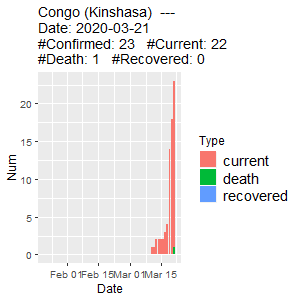 Congo (Kinshasa)  ---
Date: 2020-03-21
#Confirmed: 23   #Current: 22
#Death: 1   #Recovered: 0
Num
20
15
10
5
0
Feb 01 Feb 15 Mar 01 Mar 15
Date
Type
current
death
recovered